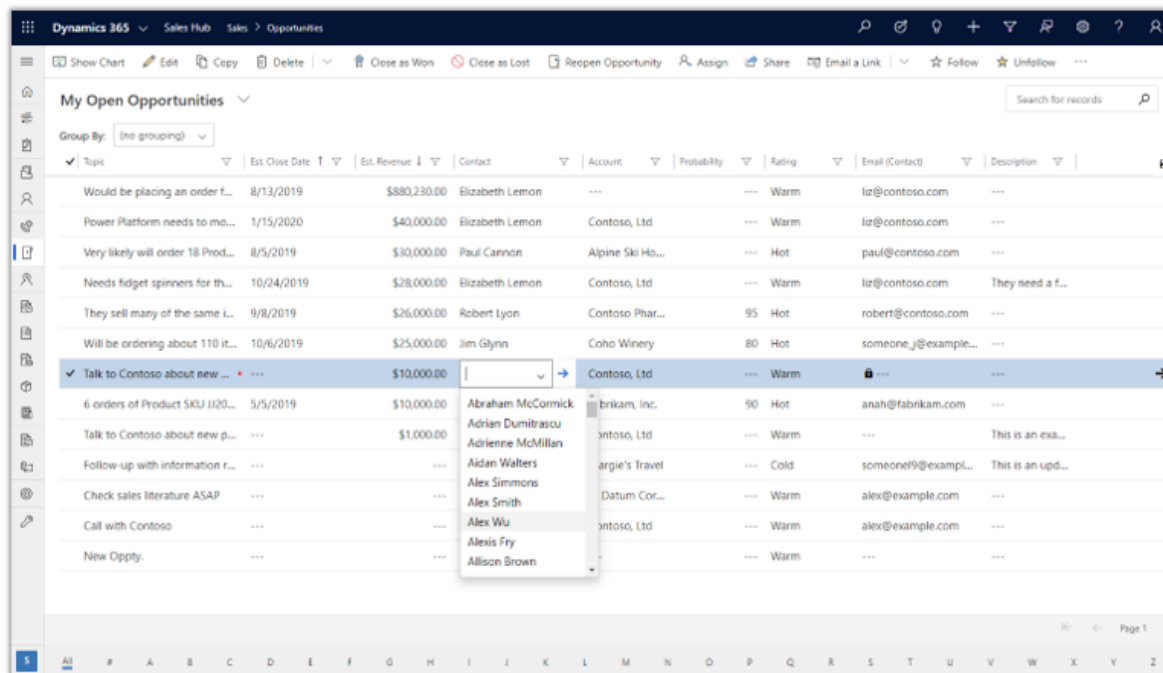 Dynamics 365 Sales Hub Sales > Opportunities
Show Chart Edit Copy Delete Close as Won Close as Lost Reopen Opportunity Assign Share Email a Link Follow Unfollow ...
My Open Opportunities Search for records
Group By: (no grouping)
Topic Est. Close Date ↑ Est. Revenue ↓ Contact Account Probability Rating Email (Contact) Description
Would be placing an order f... 8/13/2019 $880,230.00 Elizabeth Lemon --- --- Warm liz@contoso.com ---
Power Platform needs to mo... 1/15/2020 $40,000.00 Elizabeth Lemon Contoso, Ltd --- Warm liz@contoso.com ---
Very likely will order 18 Prod... 8/5/2019 $30,000.00 Paul Cannon Alpine Ski Ho... --- Hot paul@contoso.com ---
Needs fidget spinners for th... 10/24/2019 $28,000.00 Elizabeth Lemon Contoso, Ltd --- Warm liz@contoso.com They need a f...
They sell many of the same i... 9/8/2019 $26,000.00 Robert Lyon Contoso Phar... 95 Hot robert@contoso.com ---
Will be ordering about 110 it... 10/6/2019 $25,000.00 Jim Glynn Coho Winery 80 Hot someone_j@example... ---
Talk to Contoso about new ... * --- $10,000.00 Contoso, Ltd --- Warm --- ---
6 orders of Product SKU JJ20... 5/5/2019 $10,000.00 brikam, Inc. 90 Hot anah@fabrikam.com ---
Talk to Contoso about new p... --- $1,000.00 ontoso, Ltd --- Warm --- This is an exa...
Follow-up with information r... --- --- argie's Travel --- Cold someonel9@exampl... This is an upd...
Check sales literature ASAP --- --- Datum Cor... --- Warm alex@example.com ---
Call with Contoso --- --- ontoso, Ltd --- Warm alex@example.com ---
New Oppty. --- --- --- Warm --- ---
Abraham McCormick
Adrian Dumitrascu
Adrienne McMillan
Aidan Walters
Alex Simmons
Alex Smith
Alex Wu
Alexis Fry
Allison Brown
Page 1
S All # A B C D E F G H I J K L M N O P Q R S T U V W X Y Z